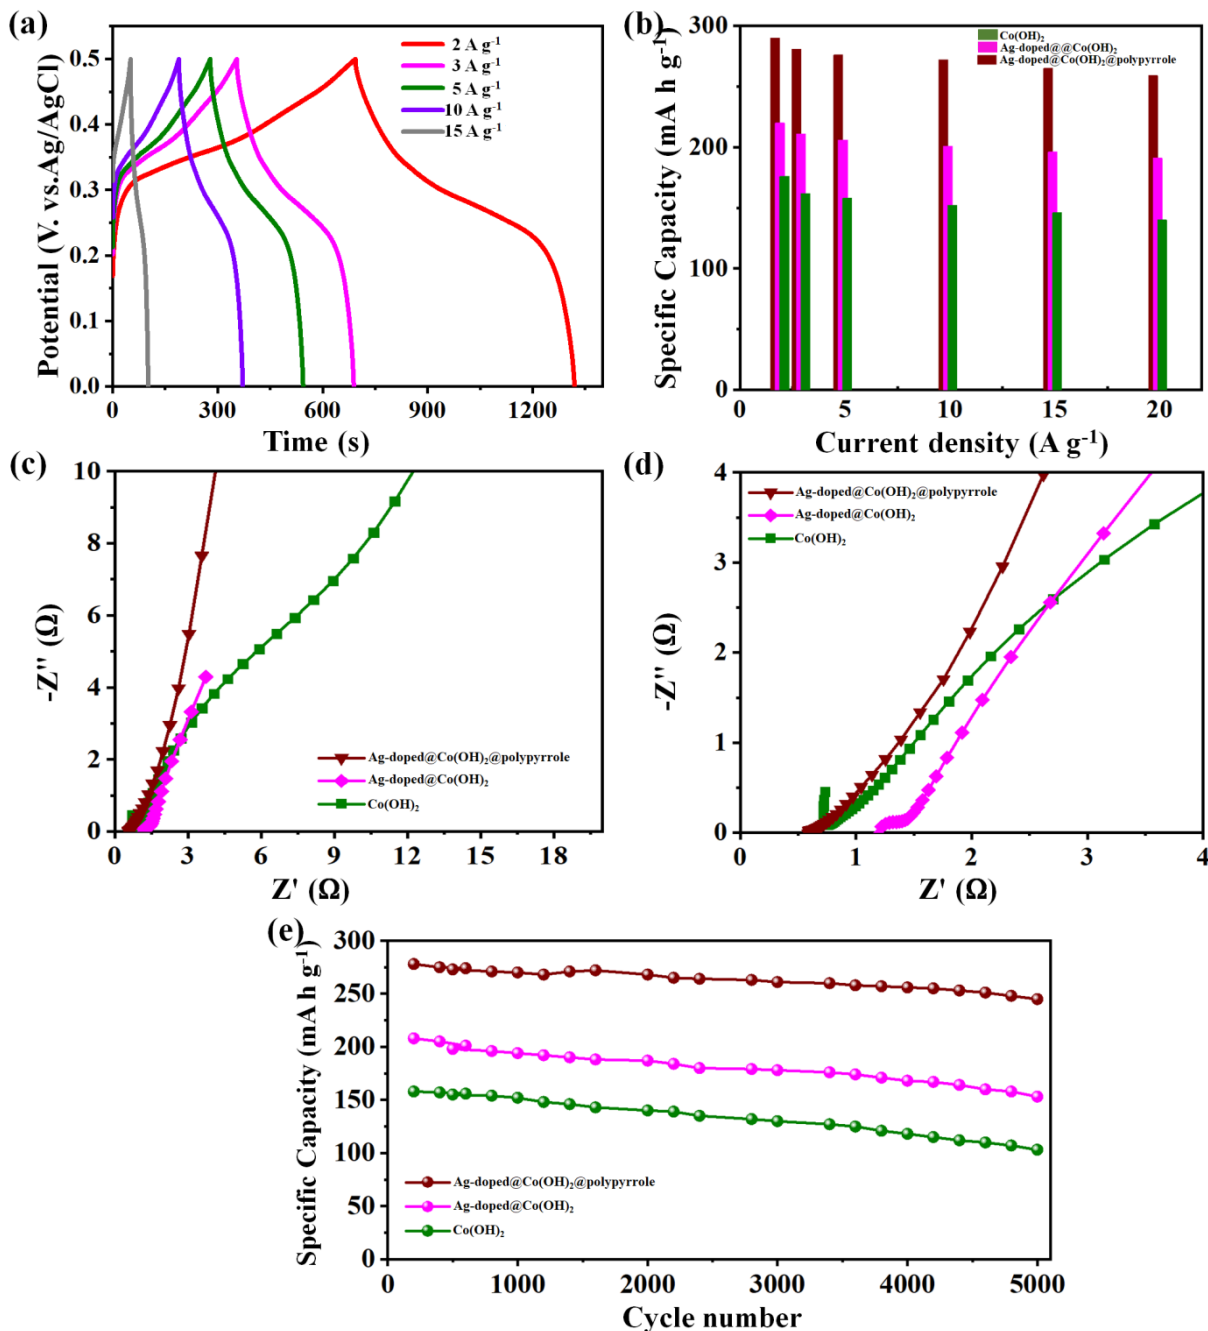 (a)
2 A g⁻¹
3 A g⁻¹
5 A g⁻¹
10 A g⁻¹
15 A g⁻¹
0.5
0.4
0.3
0.2
0.1
0.0
Potential (V. vs.Ag/AgCl)
0 300 600 900 1200
Time (s)
(b)
Co(OH)₂
Ag-doped@@Co(OH)₂
Ag-doped@Co(OH)₂@polypyrrole
300
200
100
0
Specific Capacity (mA h g⁻¹)
0 5 10 15 20
Current density (A g⁻¹)
(c)
10
8
6
4
2
0
-Z'' (Ω)
Ag-doped@Co(OH)₂@polypyrrole
Ag-doped@Co(OH)₂
Co(OH)₂
0 3 6 9 12 15 18
Z' (Ω)
(d)
4
3
2
1
0
-Z'' (Ω)
Ag-doped@Co(OH)₂@polypyrrole
Ag-doped@Co(OH)₂
Co(OH)₂
0 1 2 3 4
Z' (Ω)
(e)
300
250
200
150
100
50
0
Specific Capacity (mA h g⁻¹)
Ag-doped@Co(OH)₂@polypyrrole
Ag-doped@Co(OH)₂
Co(OH)₂
0 1000 2000 3000 4000 5000
Cycle number